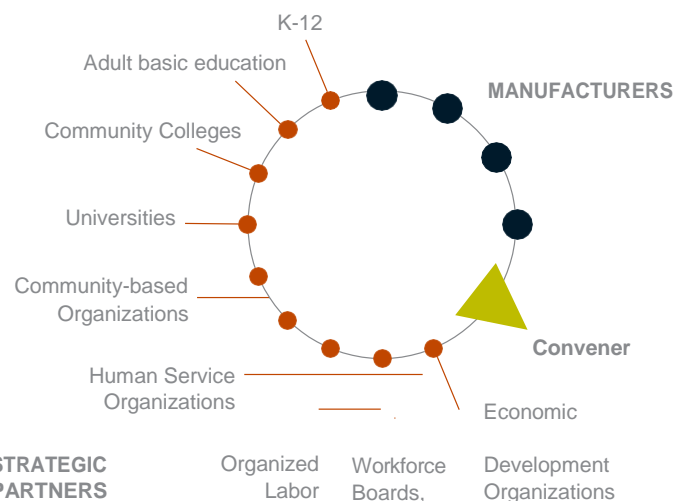 K-12
Adult basic education
MANUFACTURERS
Community Colleges
Universities
Community-based
Organizations
Convener
Human Service
Organizations
Economic
STRATEGIC
PARTNERS
Organized
Labor
Workforce
Boards,
Development
Organizations